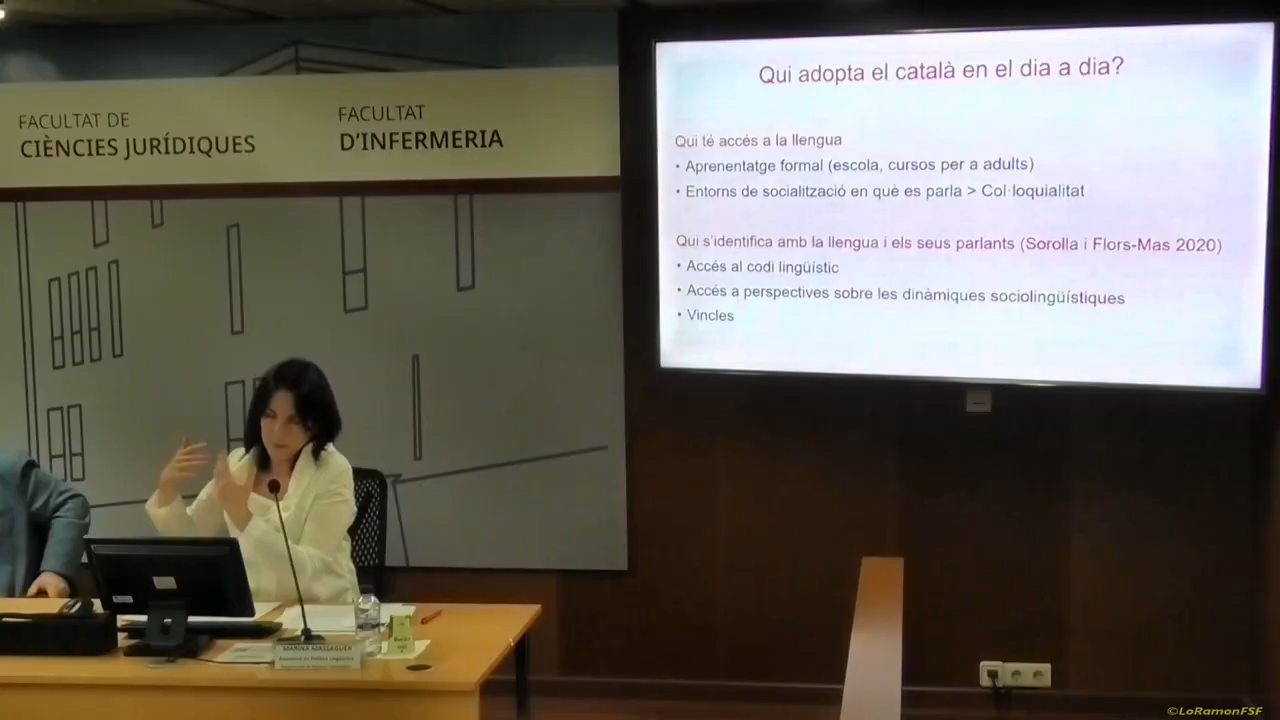 FACULTAT DE
CIÈNCIES JURÍDIQUES
FACULTAT
D'INFERMERIA
Qui adopta el català en el dia a dia?
Qui té accés a la llengua
• Aprenentatge formal (escola, cursos per a adults)
• Entorns de socialització en què es parla > Col·loquialitat
Qui s'identifica amb la llengua i els seus parlants (Sorolla i Flors-Mas 2020)
• Accés al codi lingüístic
• Accés a perspectives sobre les dinàmiques sociolingüístiques
• Vincles
MARINA MASSAGUER
©LoRamonFSF